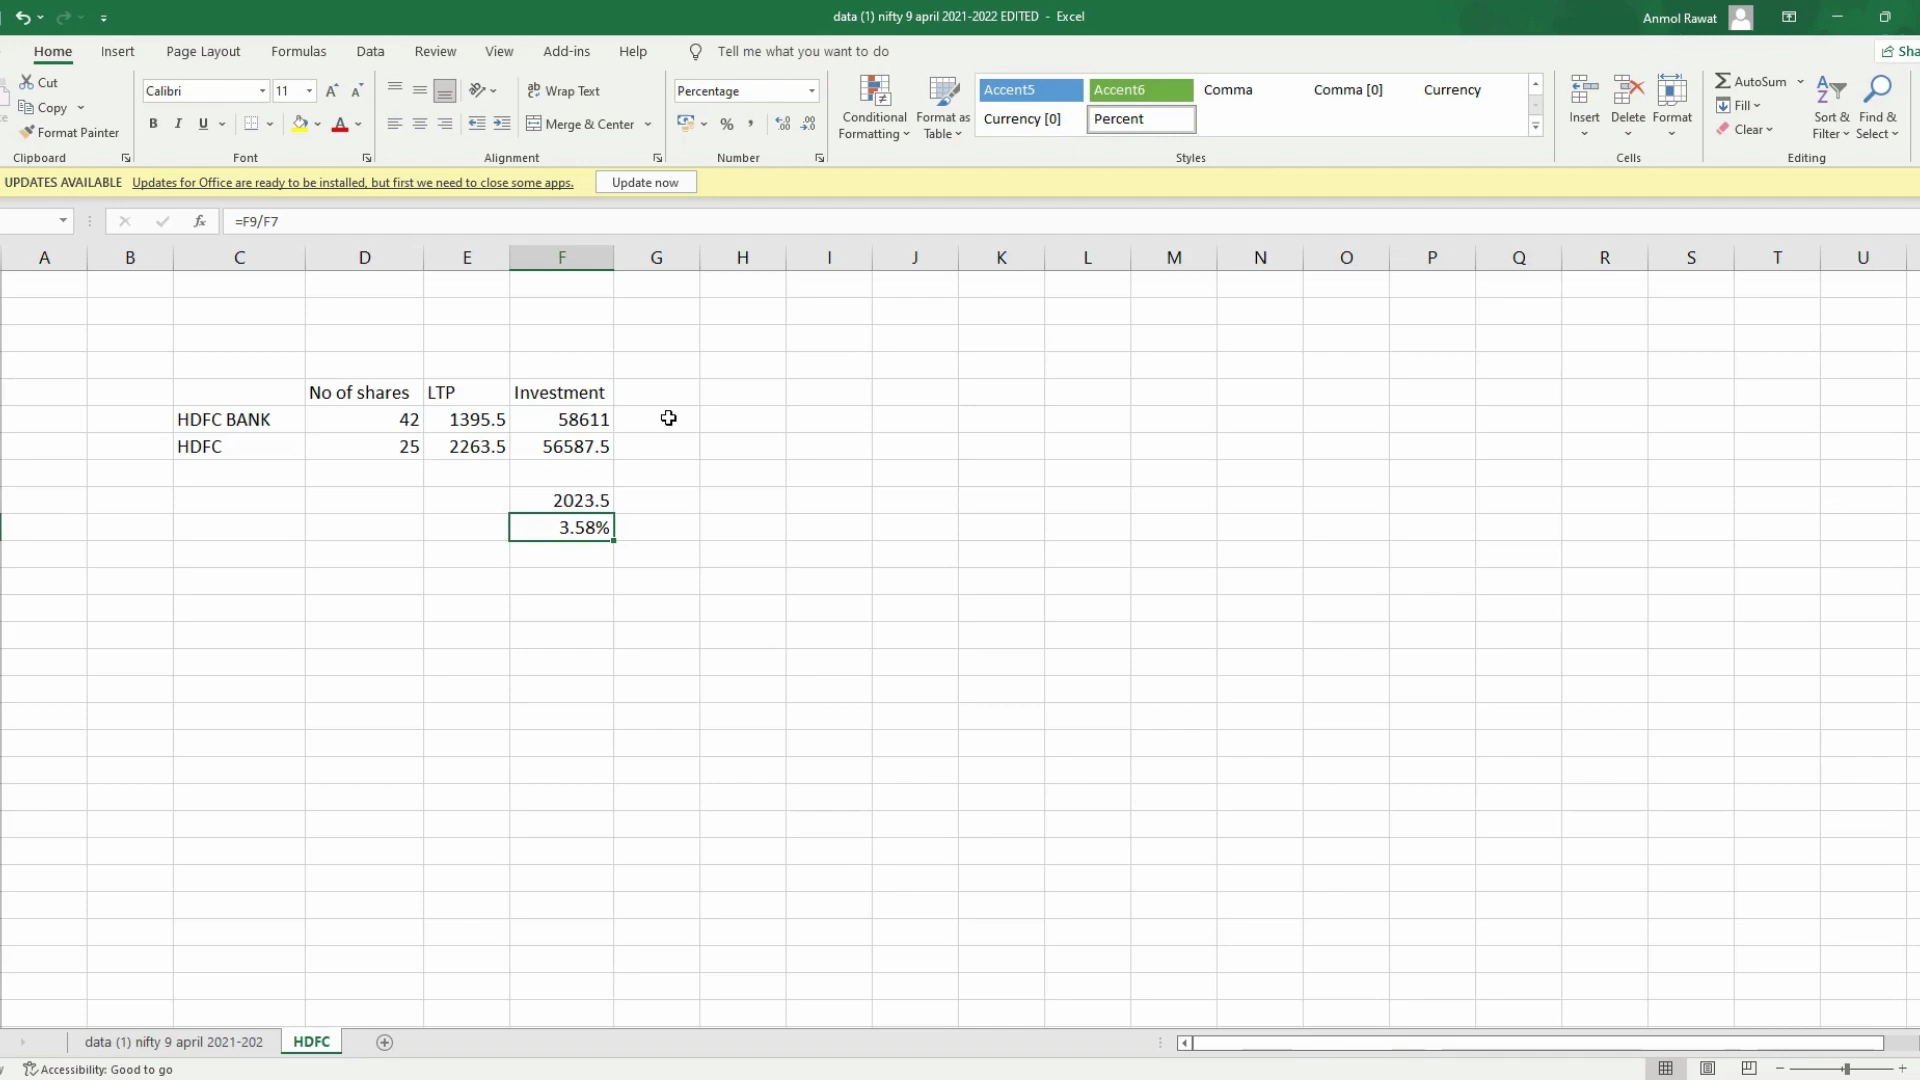 data (1) nifty 9 april 2021-2022 EDITED - Excel
Anmol Rawat
Home Insert Page Layout Formulas Data Review View Add-ins Help Tell me what you want to do
Cut
Copy
Format Painter
Clipboard
Calibri 11
B I U
Font
Wrap Text
Merge & Center
Alignment
Percentage
%
Number
Conditional Formatting
Format as Table
Accent5 Accent6 Comma Comma [0] Currency
Currency [0] Percent
Styles
Insert Delete Format
Cells
AutoSum
Fill
Clear
Sort & Filter
Find & Select
Editing
UPDATES AVAILABLE Updates for Office are ready to be installed, but first we need to close some apps. Update now
fx =F9/F7
A B C D E F G H I J K L M N O P Q R S T U
No of shares LTP Investment
HDFC BANK 42 1395.5 58611
HDFC 25 2263.5 56587.5
2023.5
3.58%
data (1) nifty 9 april 2021-202 HDFC
Accessibility: Good to go